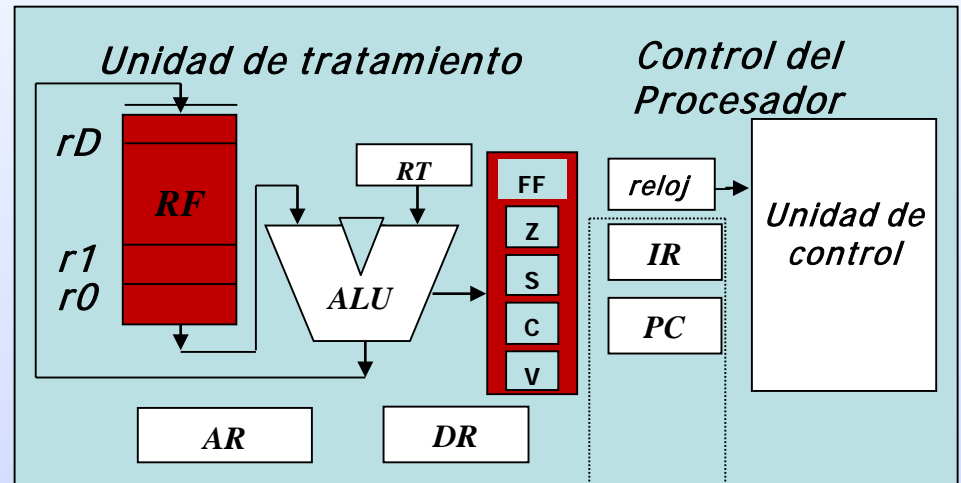 Unidad de tratamiento
Control del
Procesador
rD
RF
r1
r0
RT
ALU
FF
Z
S
C
V
reloj
IR
PC
Unidad de
control
AR
DR